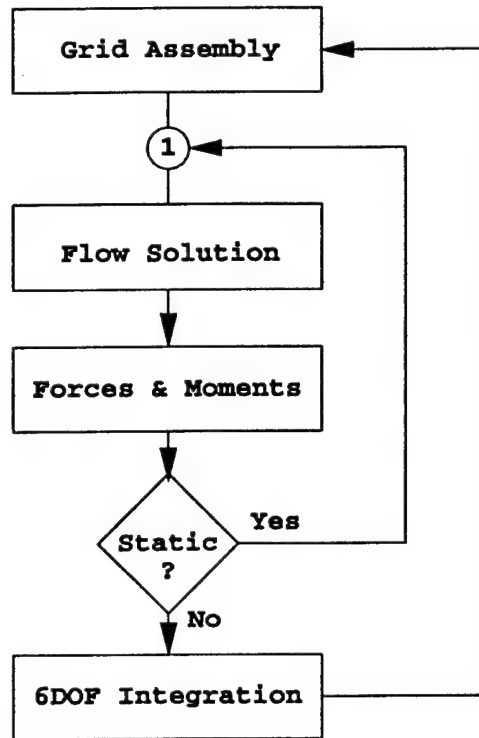 Grid Assembly
1
Flow Solution
Forces & Moments
Static
?
Yes
No
6DOF Integration